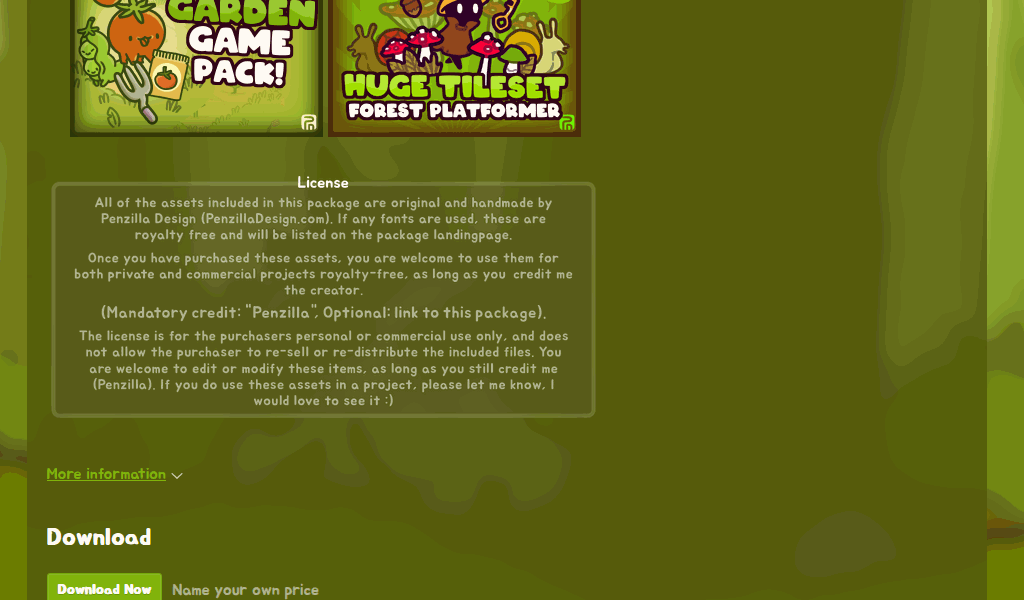 GARDEN
GAME
PACK!
HUGE TILESET
FOREST PLATFORMER
License
All of the assets included in this package are original and handmade by
Penzilla Design (PenzillaDesign.com). If any fonts are used, these are
royalty free and will be listed on the package landingpage.
Once you have purchased these assets, you are welcome to use them for
both private and commercial projects royalty-free, as long as you credit me
the creator.
(Mandatory credit: "Penzilla", Optional: link to this package).
The license is for the purchasers personal or commercial use only, and does
not allow the purchaser to re-sell or re-distribute the included files. You
are welcome to edit or modify these items, as long as you still credit me
(Penzilla). If you do use these assets in a project, please let me know, I
would love to see it :)
More information
Download
Download Now Name your own price